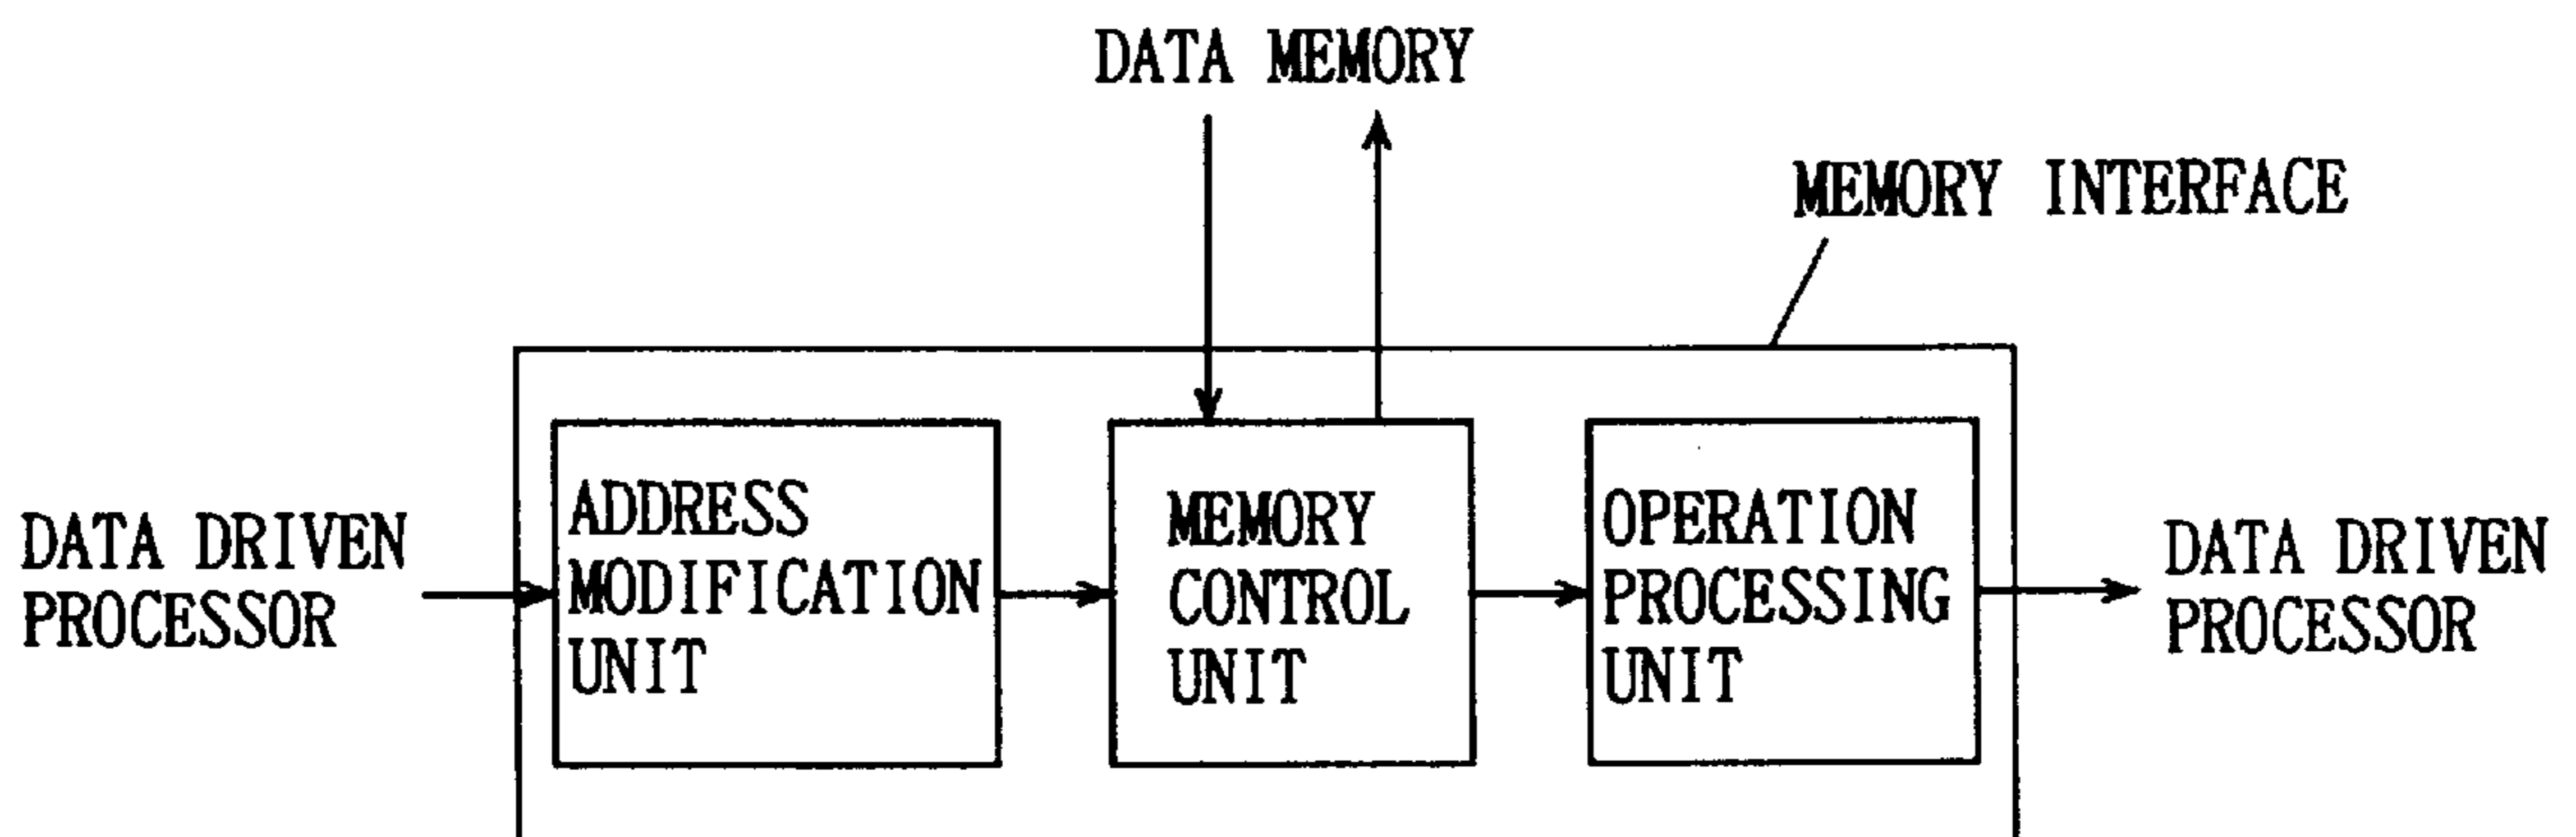 DATA MEMORY
MEMORY INTERFACE
DATA DRIVEN
PROCESSOR
ADDRESS
MODIFICATION
UNIT
MEMORY
CONTROL
UNIT
OPERATION
PROCESSING
UNIT
DATA DRIVEN
PROCESSOR